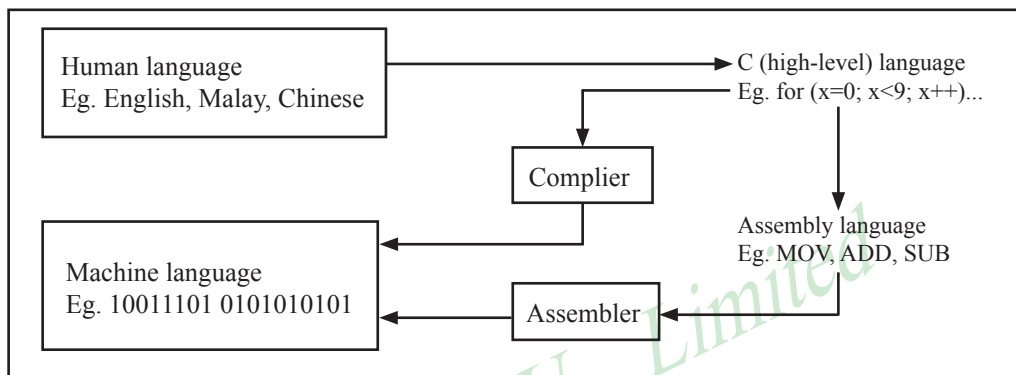 Human language
Eg. English, Malay, Chinese
C (high-level) language
Eg. for (x=0; x<9; x++)...
Complier
Assembly language
Eg. MOV, ADD, SUB
Machine language
Eg. 10011101 0101010101
Assembler
Limited